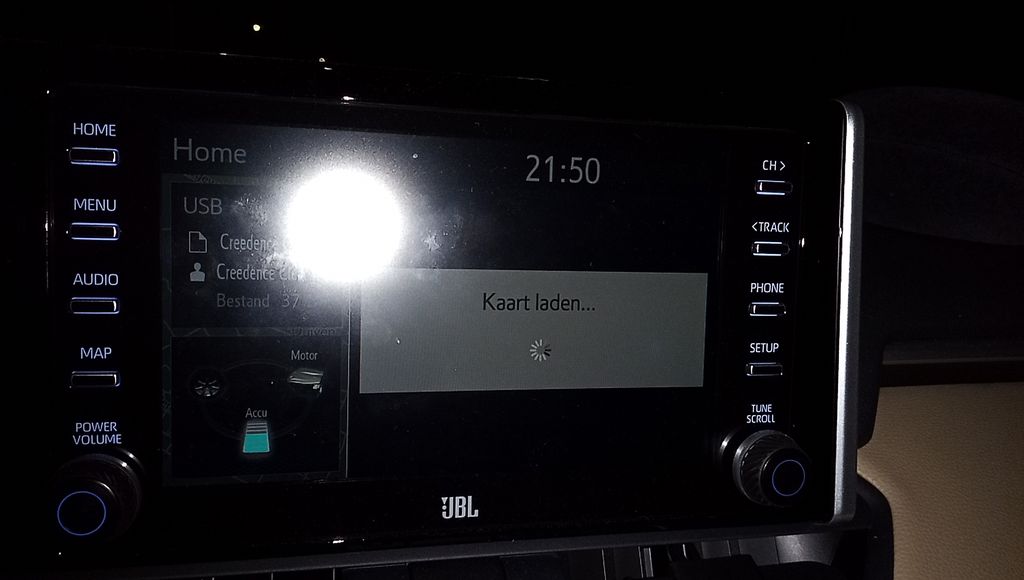 HOME
MENU
AUDIO
MAP
POWER
VOLUME
Home
21:50
USB
Creedence
Creedence
Bestand 37
Kaart laden...
Motor
Accu
CH >
< TRACK
PHONE
SETUP
TUNE
SCROLL
JBL